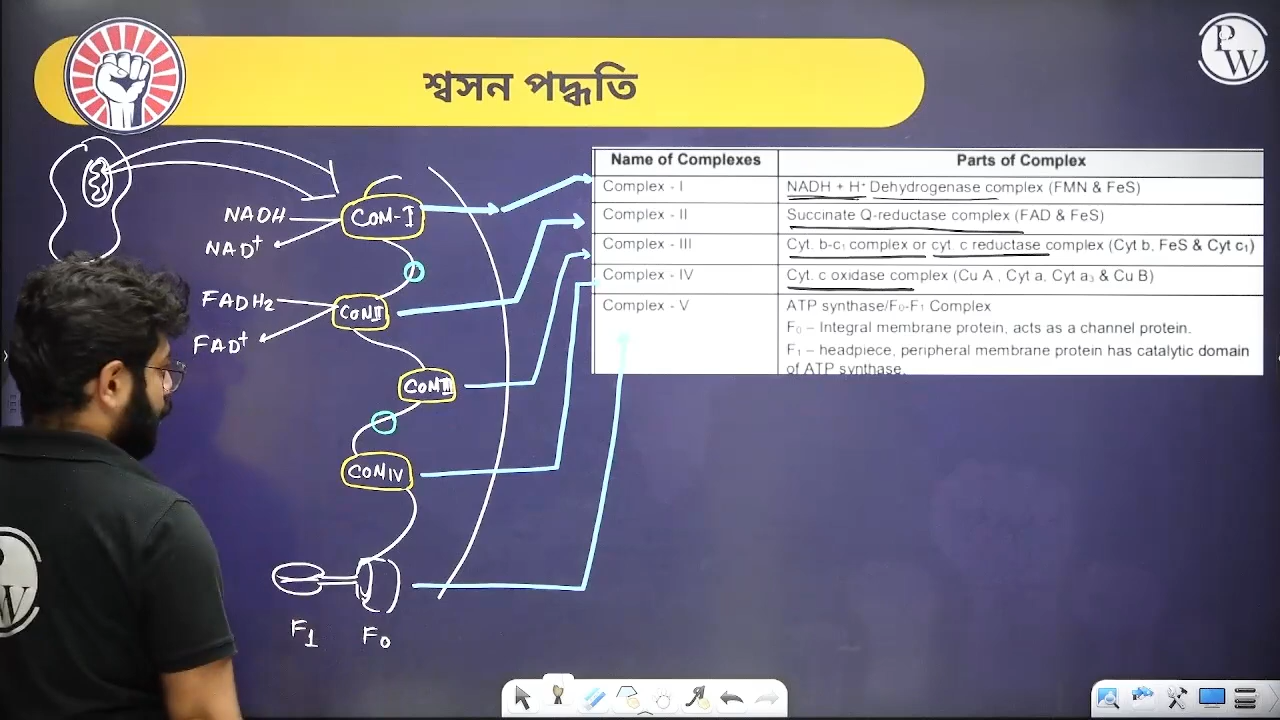 শ্বসন পদ্ধতি
PW
Name of Complexes Parts of Complex
Complex - I NADH + H⁺ Dehydrogenase complex (FMN & FeS)
Complex - II Succinate Q-reductase complex (FAD & FeS)
Complex - III Cyt. b-c₁ complex or cyt. c reductase complex (Cyt b, FeS & Cyt c₁)
Complex - IV Cyt. c oxidase complex (Cu A , Cyt a, Cyt a₃ & Cu B)
Complex - V ATP synthase/F₀-F₁ Complex
F₀ – Integral membrane protein, acts as a channel protein.
F₁ – headpiece, peripheral membrane protein has catalytic domain
of ATP synthase.
NADH COM-I
NAD⁺
FADH₂ COM II
FAD⁺
COM III
COM IV
F₁ F₀
PW